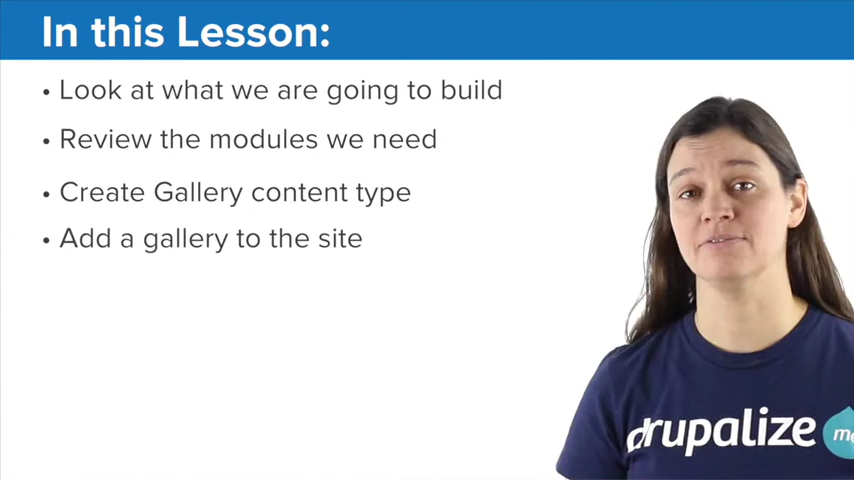 In this Lesson:
• Look at what we are going to build
• Review the modules we need
• Create Gallery content type
• Add a gallery to the site
drupalize